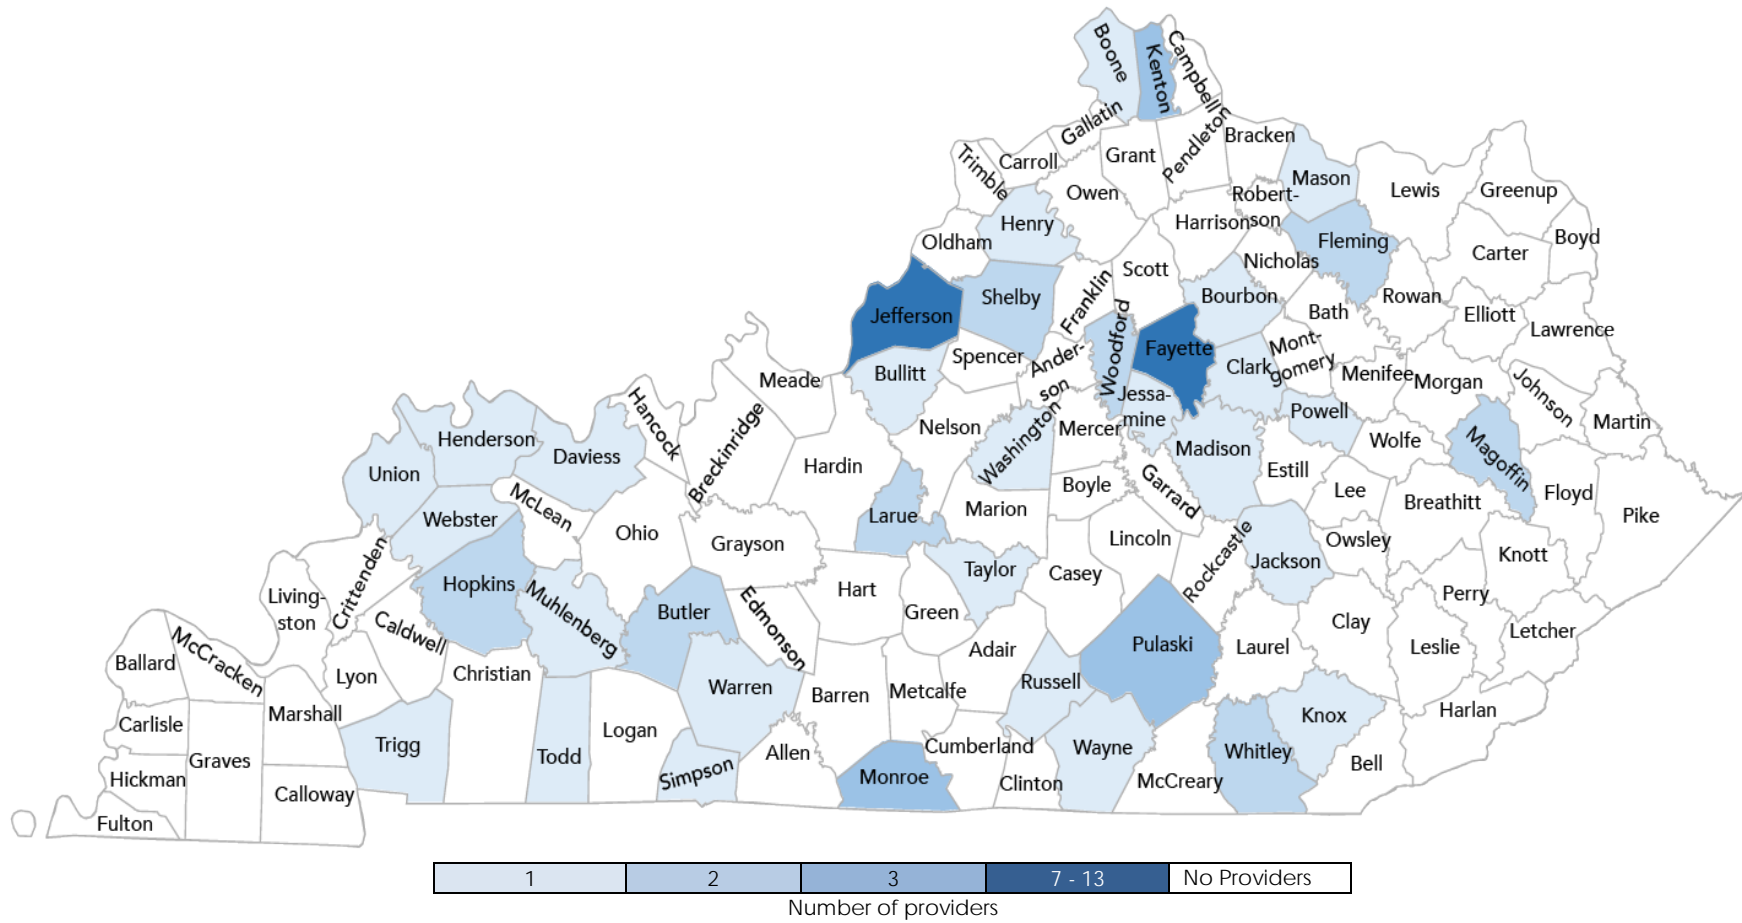 Boone
Kenton
Campbell
Gallatin
Pendleton
Bracken
Trimble
Carroll
Grant
Owen
Robert-
son
Mason
Lewis
Greenup
Henry
Harrison
Oldham
Fleming
Boyd
Carter
Nicholas
Scott
Franklin
Shelby
Bourbon
Rowan
Jefferson
Woodford
Fayette
Bath
Elliott
Lawrence
Mont-
gomery
Spencer
Ander-
son
Clark
Menifee
Morgan
Johnson
Meade
Bullitt
Jessa-
mine
Powell
Martin
Hancock
Breckinridge
Nelson
Washington
Mercer
Madison
Wolfe
Magoffin
Henderson
Daviess
Hardin
Union
Estill
Boyle
Garrard
Lee
Breathitt
Floyd
Pike
McLean
Webster
Larue
Marion
Ohio
Grayson
Lincoln
Rockcastle
Owsley
Knott
Crittenden
Hopkins
Muhlenberg
Butler
Edmonson
Hart
Green
Taylor
Casey
Jackson
Perry
Living-
ston
Caldwell
Clay
Letcher
Leslie
Laurel
Pulaski
Adair
McCracken
Ballard
Lyon
Christian
Warren
Barren
Metcalfe
Russell
Knox
Harlan
Marshall
Carlisle
Logan
Trigg
Todd
Simpson
Allen
Cumberland
Wayne
Whitley
Bell
Graves
Hickman
Monroe
Clinton
McCreary
Calloway
Fulton
1 2 3 7 - 13 No Providers
Number of providers